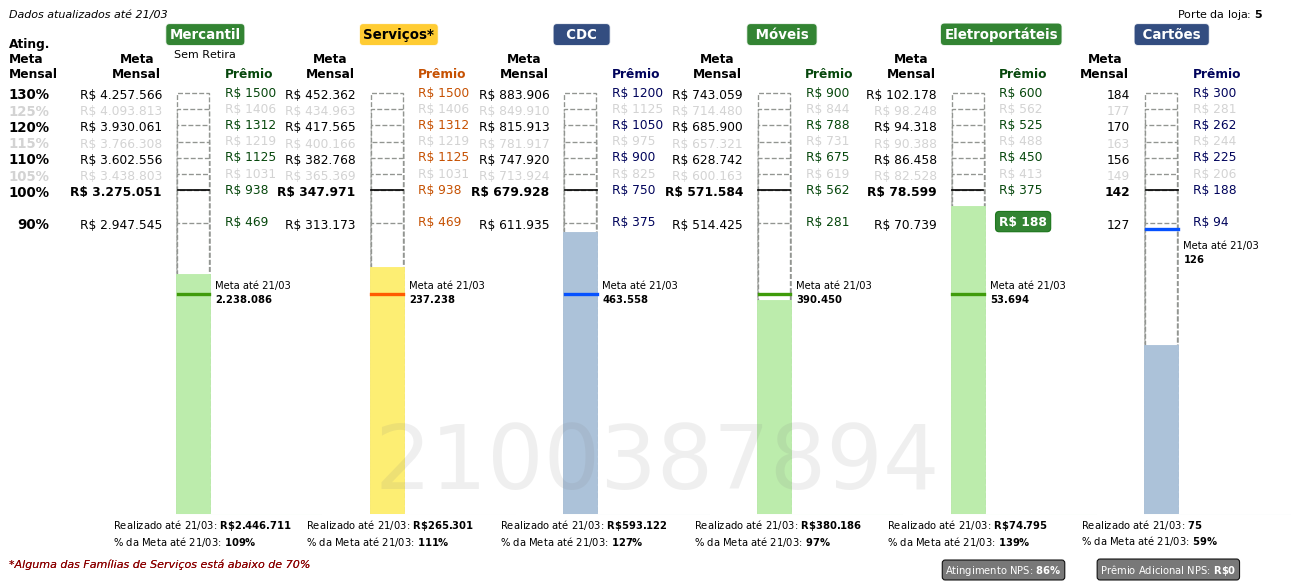 Dados atualizados até 21/03
Porte da loja: 5
Mercantil Serviços* CDC Móveis Eletroportáteis Cartões
Sem Retira
Ating. Meta Mensal
Meta Mensal Prêmio Meta Mensal Prêmio Meta Mensal Prêmio Meta Mensal Prêmio Meta Mensal Prêmio Meta Mensal Prêmio
130% R$ 4.257.566 R$ 1500 R$ 452.362 R$ 1500 R$ 883.906 R$ 1200 R$ 743.059 R$ 900 R$ 102.178 R$ 600 184 R$ 300
125% R$ 4.093.813 R$ 1406 R$ 434.963 R$ 1406 R$ 849.910 R$ 1125 R$ 714.480 R$ 844 R$ 98.248 R$ 562 177 R$ 281
120% R$ 3.930.061 R$ 1312 R$ 417.565 R$ 1312 R$ 815.913 R$ 1050 R$ 685.900 R$ 788 R$ 94.318 R$ 525 170 R$ 262
115% R$ 3.766.308 R$ 1219 R$ 400.166 R$ 1219 R$ 781.917 R$ 975 R$ 657.321 R$ 731 R$ 90.388 R$ 488 163 R$ 244
110% R$ 3.602.556 R$ 1125 R$ 382.768 R$ 1125 R$ 747.920 R$ 900 R$ 628.742 R$ 675 R$ 86.458 R$ 450 156 R$ 225
105% R$ 3.438.803 R$ 1031 R$ 365.369 R$ 1031 R$ 713.924 R$ 825 R$ 600.163 R$ 619 R$ 82.528 R$ 413 149 R$ 206
100% R$ 3.275.051 R$ 938 R$ 347.971 R$ 938 R$ 679.928 R$ 750 R$ 571.584 R$ 562 R$ 78.599 R$ 375 142 R$ 188
90% R$ 2.947.545 R$ 469 R$ 313.173 R$ 469 R$ 611.935 R$ 375 R$ 514.425 R$ 281 R$ 70.739 R$ 188 127 R$ 94
Meta até 21/03
126
Meta até 21/03 Meta até 21/03 Meta até 21/03 Meta até 21/03 Meta até 21/03
2.238.086 237.238 463.558 390.450 53.694
2100387894
Realizado até 21/03: R$2.446.711 Realizado até 21/03: R$265.301 Realizado até 21/03: R$593.122 Realizado até 21/03: R$380.186 Realizado até 21/03: R$74.795 Realizado até 21/03: 75
% da Meta até 21/03: 109% % da Meta até 21/03: 111% % da Meta até 21/03: 127% % da Meta até 21/03: 97% % da Meta até 21/03: 139% % da Meta até 21/03: 59%
*Alguma das Famílias de Serviços está abaixo de 70%
Atingimento NPS: 86% Prêmio Adicional NPS: R$0